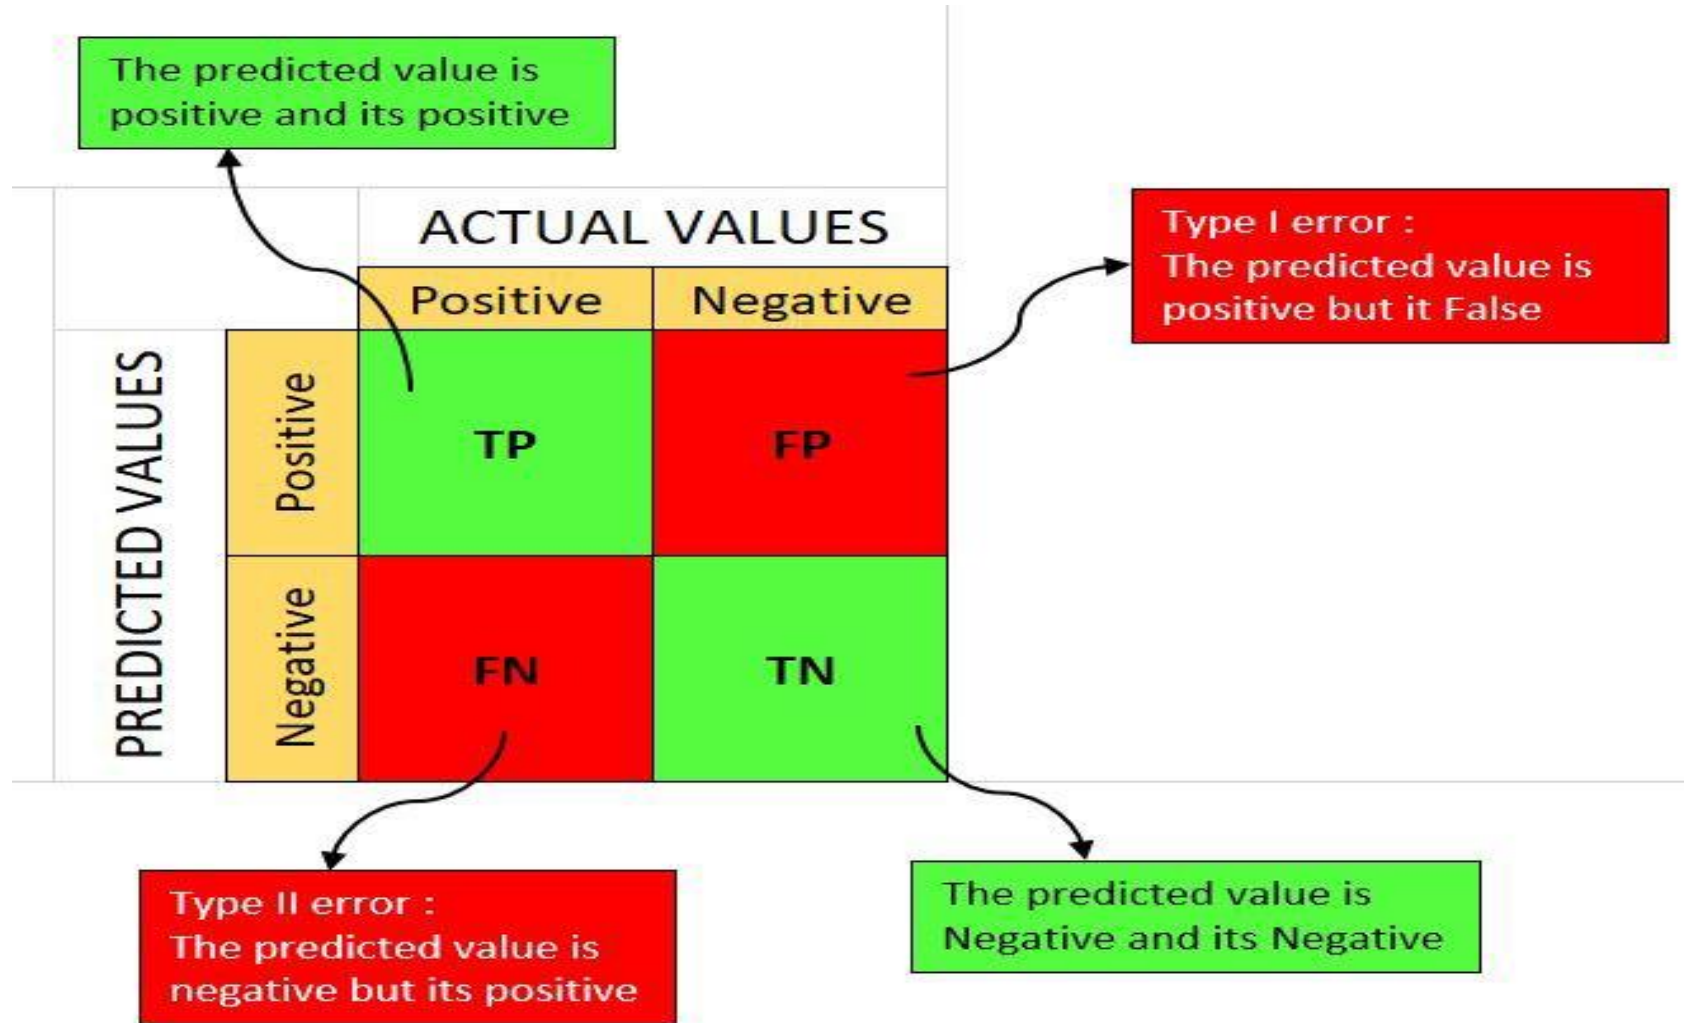 The predicted value is
positive and its positive
ACTUAL VALUES
Type I error :
The predicted value is
positive but it False
Positive
Negative
PREDICTED VALUES
Positive
TP
FP
Negative
FN
TN
Type II error :
The predicted value is
negative but its positive
The predicted value is
Negative and its Negative